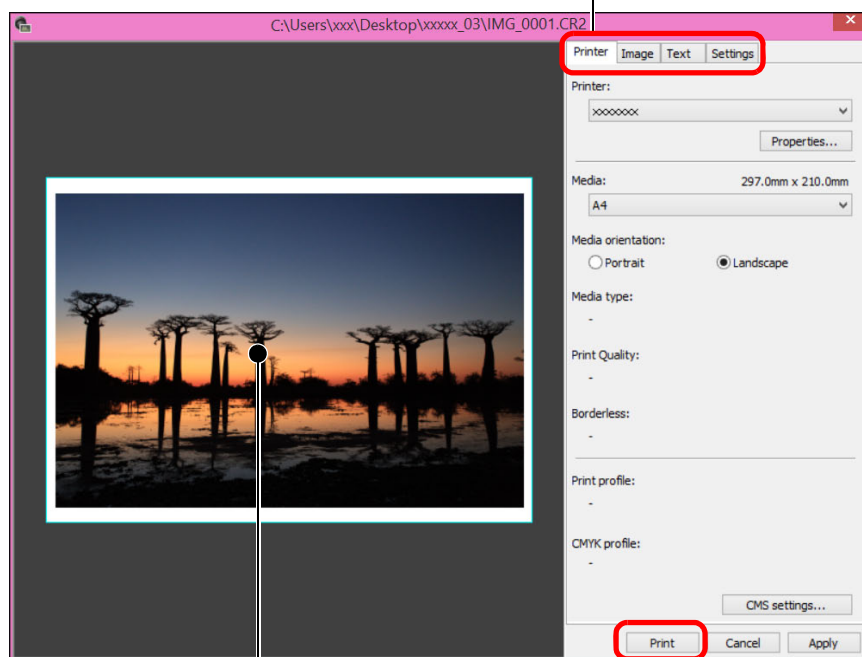 C:\Users\xxx\Desktop\xxxxx_03\IMG_0001.CR2
Printer Image Text Settings
Printer:
xxxxxxx
Properties...
Media: 297.0mm x 210.0mm
A4
Media orientation:
Portrait Landscape
Media type:
-
Print Quality:
-
Borderless:
-
Print profile:
-
CMYK profile:
-
CMS settings...
Print Cancel Apply